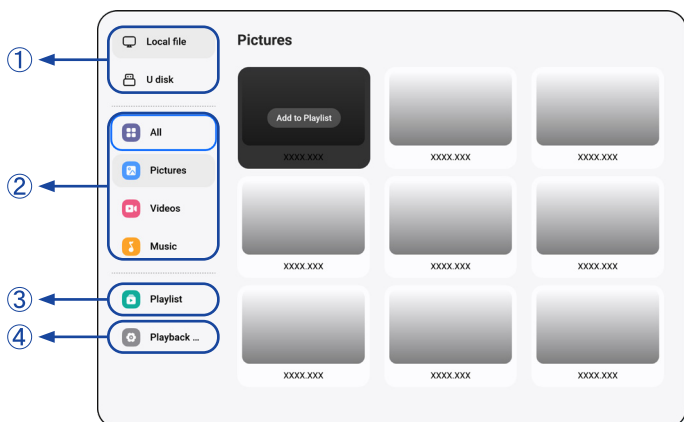 ① Local file
U disk
② All
Pictures
Videos
Music
③ Playlist
④ Playback ...
Pictures
Add to Playlist
XXXX.XXX XXXX.XXX XXXX.XXX
XXXX.XXX XXXX.XXX XXXX.XXX
XXXX.XXX XXXX.XXX XXXX.XXX